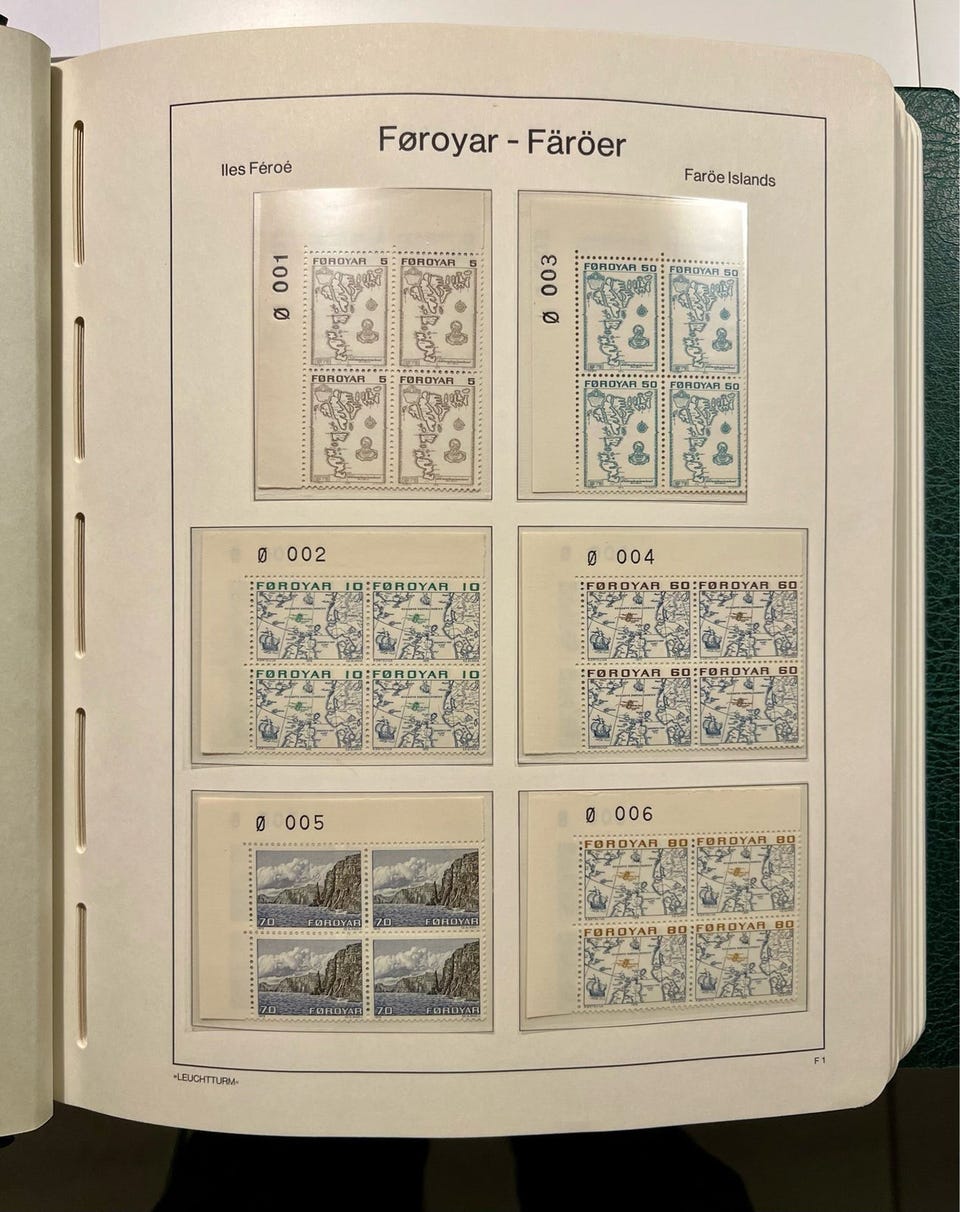 Føroyar - Färöer
Iles Féroé
Faröe Islands
Ø 001
FØROYAR 5 FØROYAR 5
FØROYAR 5 FØROYAR 5
Ø 003
FØROYAR 50 FØROYAR 50
FØROYAR 50 FØROYAR 50
Ø 002
FØROYAR 10 FØROYAR 10
FØROYAR 10 FØROYAR 10
Ø 004
FØROYAR 60 FØROYAR 60
FØROYAR 60 FØROYAR 60
Ø 005
70 FØROYAR 70 FØROYAR
70 FØROYAR 70 FØROYAR
Ø 006
FØROYAR 80 FØROYAR 80
FØROYAR 80 FØROYAR 80
»LEUCHTTURM«
F 1